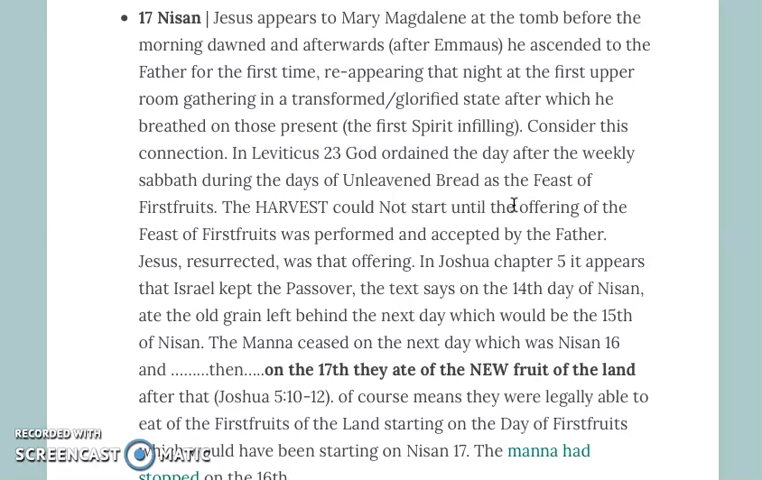 17 Nisan | Jesus appears to Mary Magdalene at the tomb before the
morning dawned and afterwards (after Emmaus) he ascended to the
Father for the first time, re-appearing that night at the first upper
room gathering in a transformed/glorified state after which he
breathed on those present (the first Spirit infilling). Consider this
connection. In Leviticus 23 God ordained the day after the weekly
sabbath during the days of Unleavened Bread as the Feast of
Firstfruits. The HARVEST could Not start until the offering of the
Feast of Firstfruits was performed and accepted by the Father.
Jesus, resurrected, was that offering. In Joshua chapter 5 it appears
that Israel kept the Passover, the text says on the 14th day of Nisan,
ate the old grain left behind the next day which would be the 15th
of Nisan. The Manna ceased on the next day which was Nisan 16
and .........then.....on the 17th they ate of the NEW fruit of the land
after that (Joshua 5:10-12). of course means they were legally able to
eat of the Firstfruits of the Land starting on the Day of Firstfruits
which would have been starting on Nisan 17. The manna had
stopped on the 16th.
RECORDED WITH
SCREENCAST MATIC